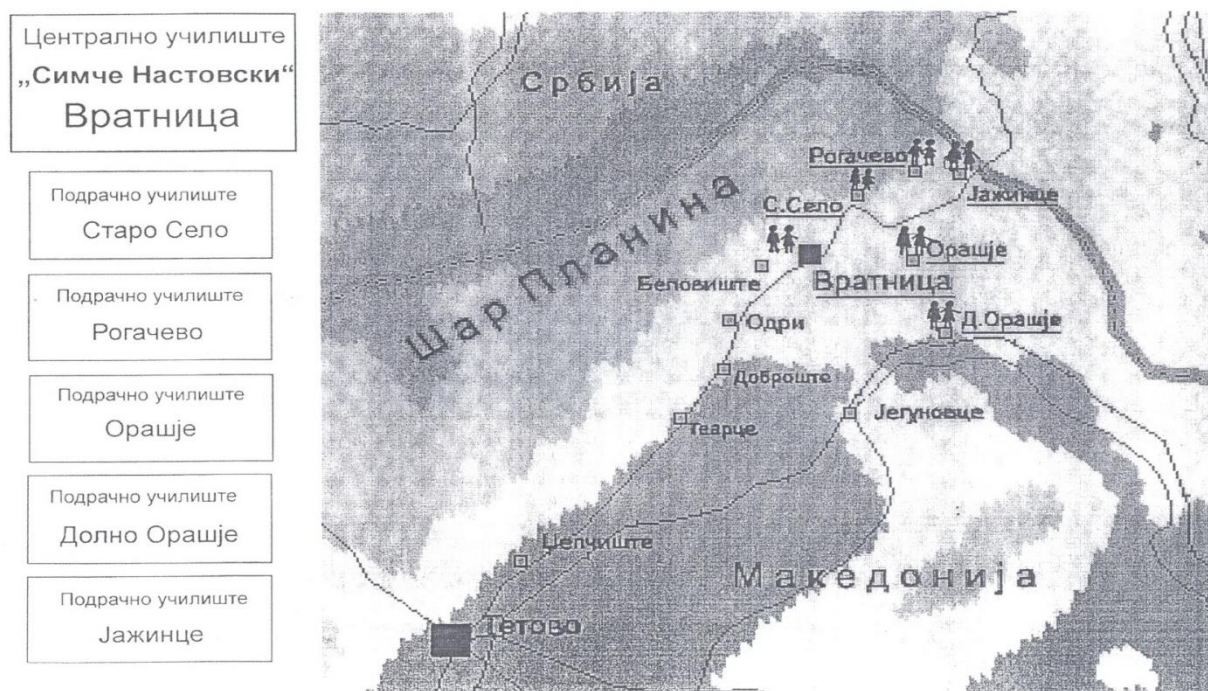 Централно училиште
„Симче Настовски“
Вратница
Подрачно училиште
Старо Село
Подрачно училиште
Рогачево
Подрачно училиште
Орашје
Подрачно училиште
Долно Орашје
Подрачно училиште
Јажинце
Србија
Шар Планина
Рогачево
Јажинце
С.Село
Орашје
Беловиште
Вратница
Одри
Д.Орашје
Доброште
Јегуновце
Теарце
Џепчиште
Македонија
Тетово